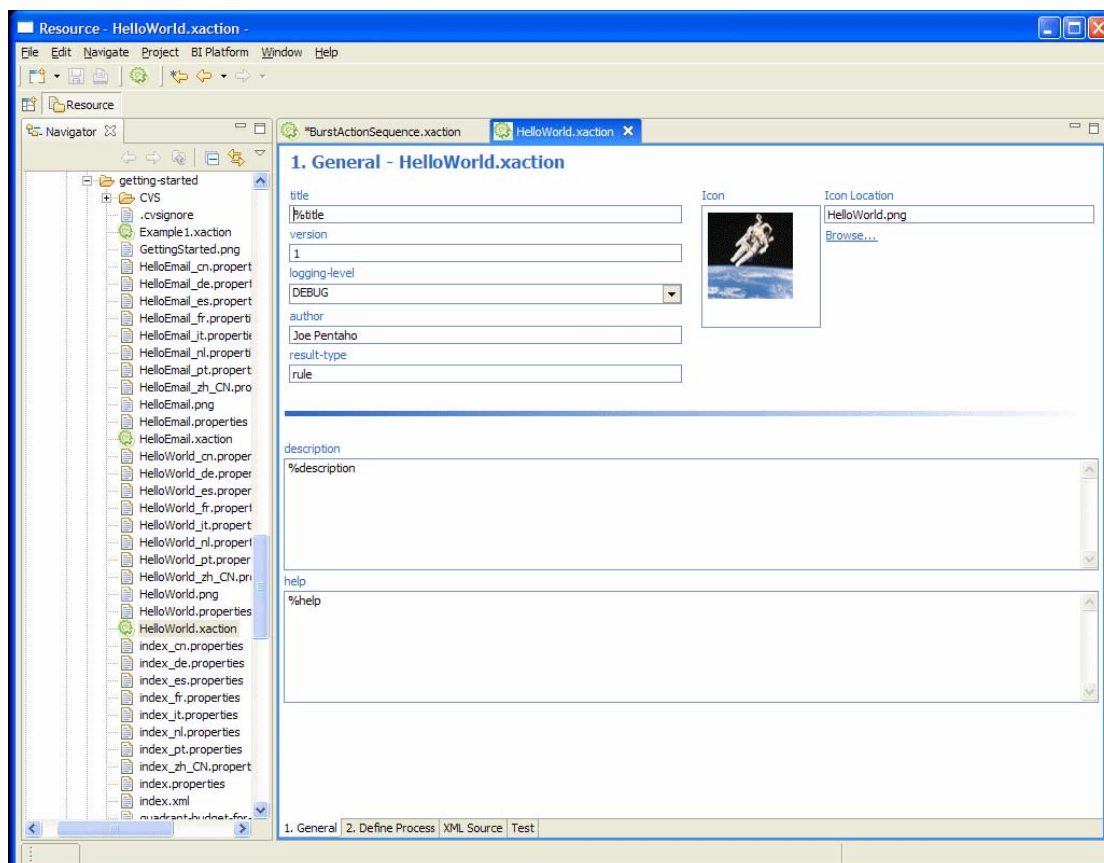 Resource - HelloWorld.xaction -
File Edit Navigate Project BI Platform Window Help
Resource
Navigator
getting-started
CVS
.cvsignore
Example1.xaction
GettingStarted.png
HelloEmail_cn.propert
HelloEmail_de.propert
HelloEmail_es.propert
HelloEmail_fr.properti
HelloEmail_it.propertie
HelloEmail_nl.properti
HelloEmail_pt.propert
HelloEmail_zh_CN.pro
HelloEmail.png
HelloEmail.properties
HelloEmail.xaction
HelloWorld_cn.proper
HelloWorld_de.proper
HelloWorld_es.proper
HelloWorld_fr.propert
HelloWorld_it.propert
HelloWorld_nl.propert
HelloWorld_pt.proper
HelloWorld_zh_CN.pr
HelloWorld.png
HelloWorld.properties
HelloWorld.xaction
index_cn.properties
index_de.properties
index_es.properties
index_fr.properties
index_it.properties
index_nl.properties
index_pt.properties
index_zh_CN.propert
index.properties
index.xml
quadrant-budget-for-
*BurstActionSequence.xaction HelloWorld.xaction
1. General - HelloWorld.xaction
title
%title
version
1
logging-level
DEBUG
author
Joe Pentaho
result-type
rule
Icon
Icon Location
HelloWorld.png
Browse...
description
%description
help
%help
1. General 2. Define Process XML Source Test